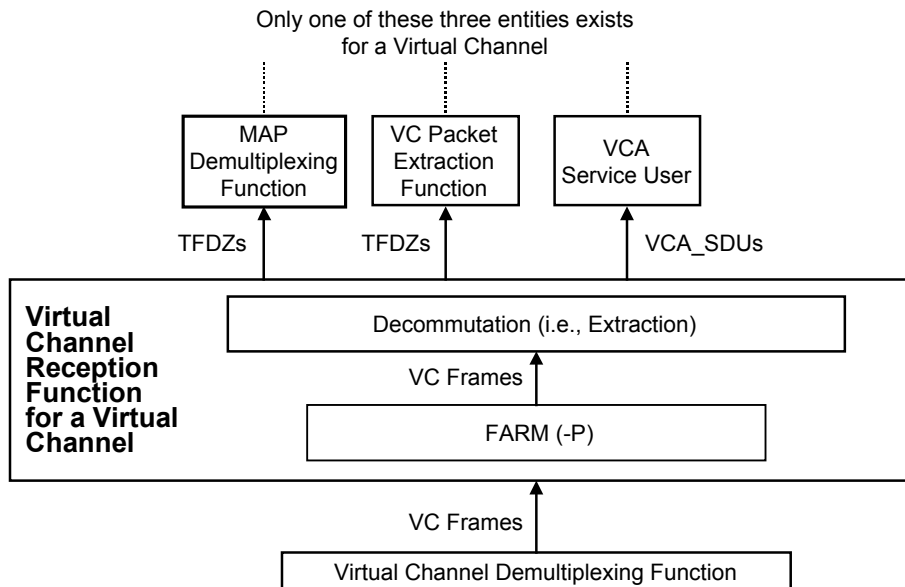 Only one of these three entities exists
for a Virtual Channel
MAP
Demultiplexing
Function
VC Packet
Extraction
Function
VCA
Service User
TFDZs
TFDZs
VCA_SDUs
Virtual
Channel
Reception
Function
for a Virtual
Channel
Decommutation (i.e., Extraction)
VC Frames
FARM (-P)
VC Frames
Virtual Channel Demultiplexing Function